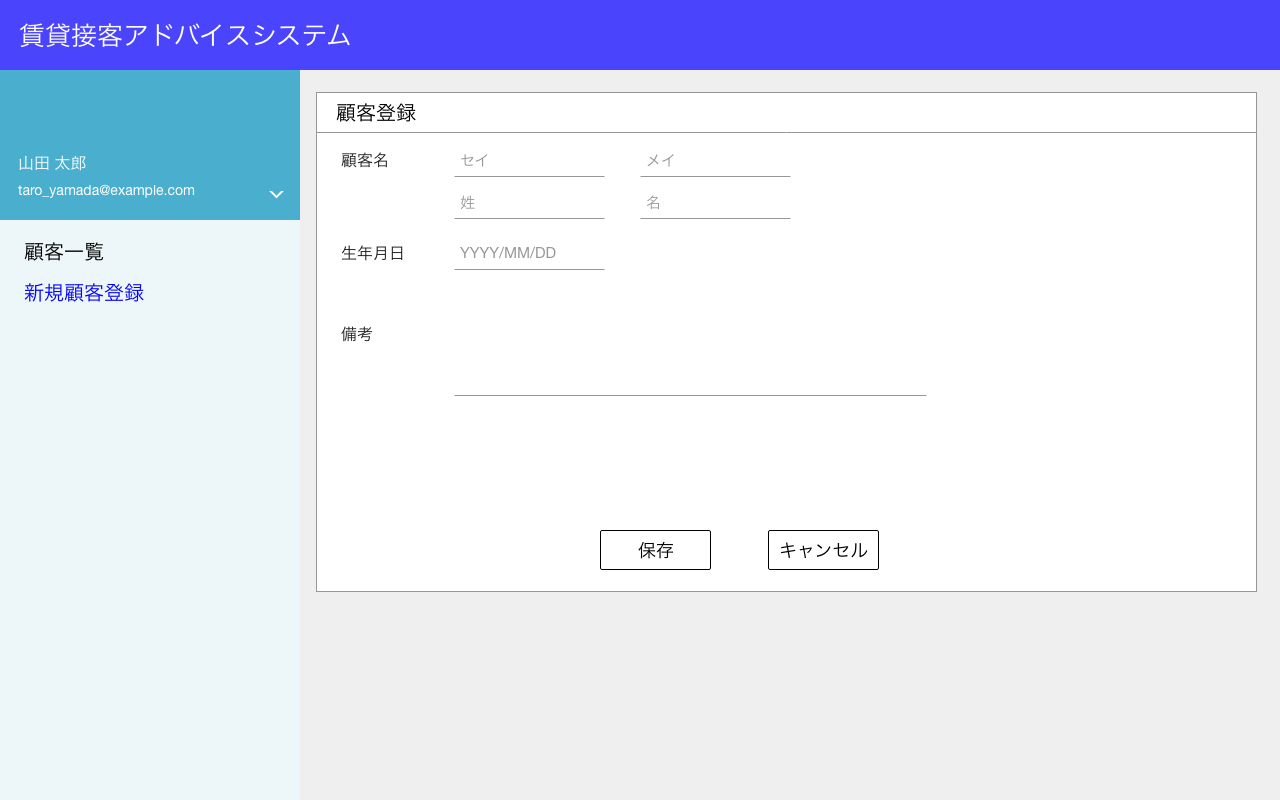 賃貸接客アドバイスシステム
山田 太郎
taro_yamada@example.com
顧客一覧
新規顧客登録
顧客登録
顧客名 セイ メイ
姓 名
生年月日 YYYY/MM/DD
備考
保存 キャンセル